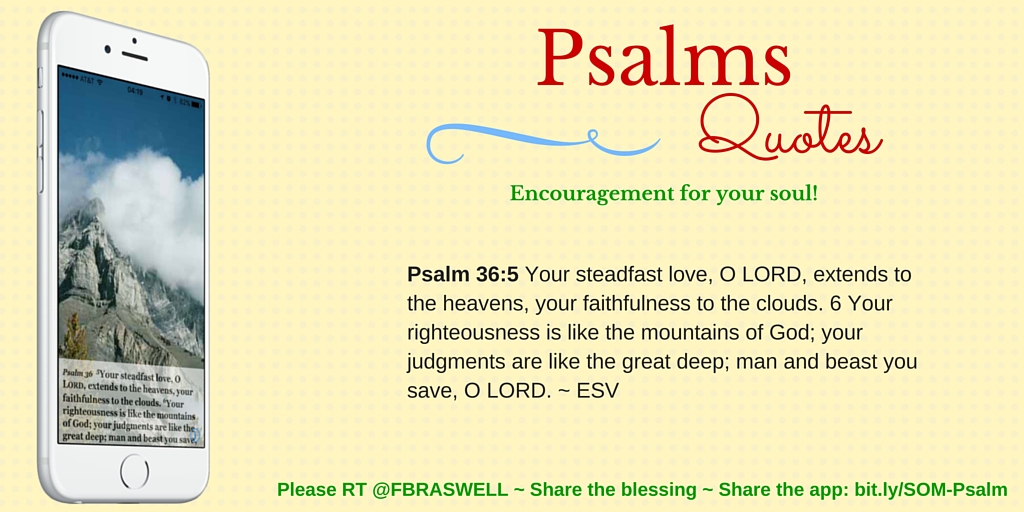 AT&T 04:19 92%
Psalm 36 ⁵Your steadfast love, O
LORD, extends to the heavens, your
faithfulness to the clouds. ⁶Your
righteousness is like the mountains
of God; your judgments are like the
great deep; man and beast you save,
Psalms
Quotes
Encouragement for your soul!
Psalm 36:5 Your steadfast love, O LORD, extends to
the heavens, your faithfulness to the clouds. 6 Your
righteousness is like the mountains of God; your
judgments are like the great deep; man and beast you
save, O LORD. ~ ESV
Please RT @FBRASWELL ~ Share the blessing ~ Share the app: bit.ly/SOM-Psalm